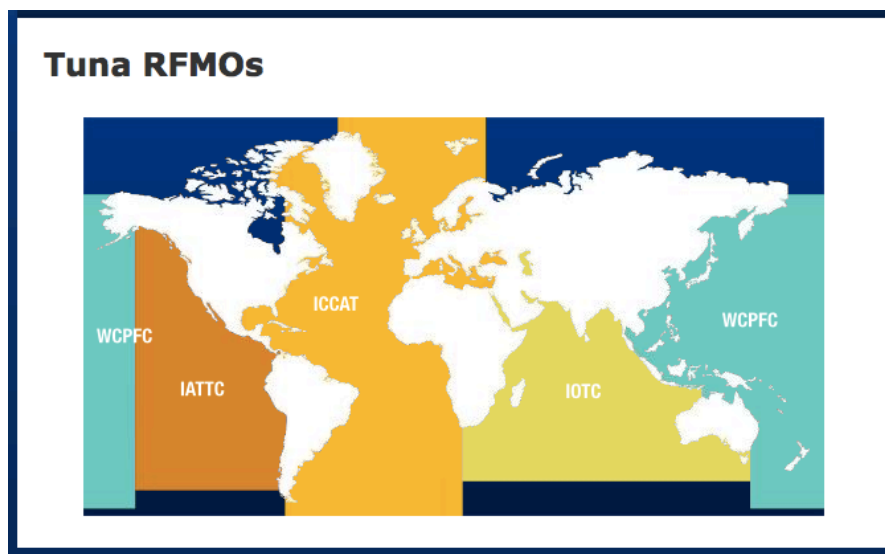 Tuna RFMOs
ICCAT
WCPFC
WCPFC
IATTC
IOTC